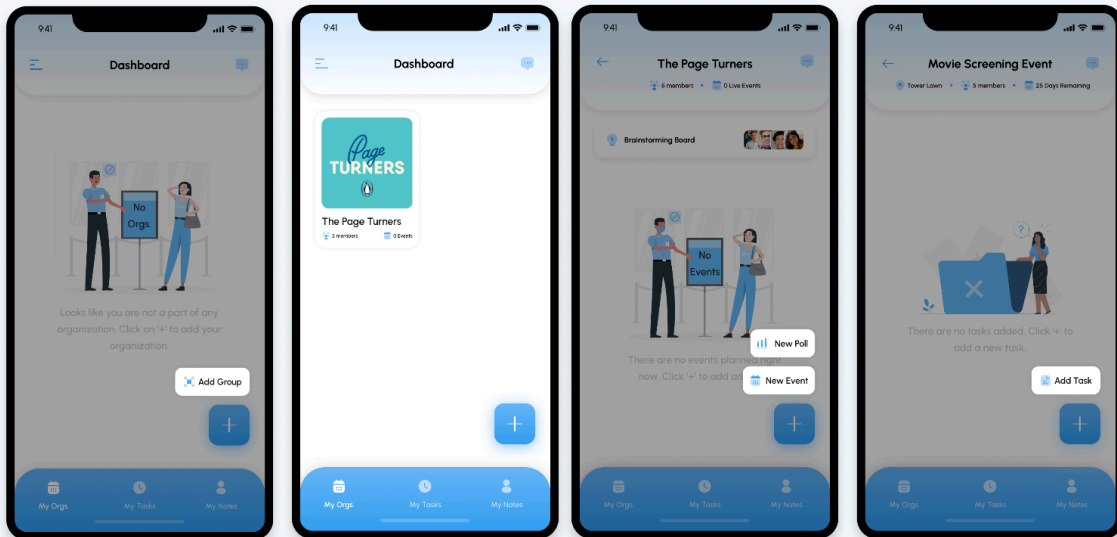 9:41
Dashboard
No
Orgs.
Looks like you are not a part of any
organization. Click on '+' to add your
organization.
Add Group
My Orgs.
My Tasks
My Notes
9:41
Dashboard
Page
TURNERS
The Page Turners
5 members
0 Events
My Orgs.
My Tasks
My Notes
9:41
The Page Turners
5 members • 0 Live Events
Brainstorming Board
No
Events
There are no events planned right
now. Click '+' to add an
New Poll
New Event
My Orgs.
My Tasks
My Notes
9:41
Movie Screening Event
Tower Lawn • 5 members • 25 Days Remaining
?
There are no tasks added. Click '+' to
add a new task.
Add Task
My Orgs.
My Tasks
My Notes